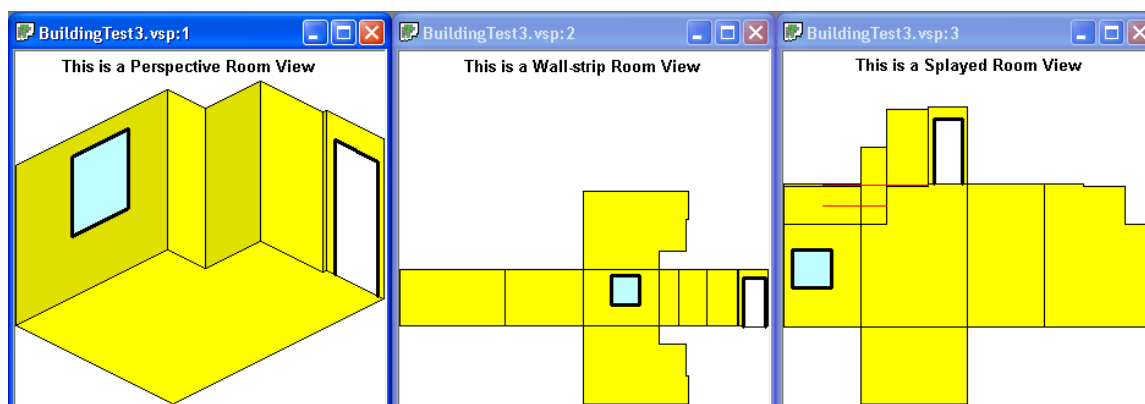 BuildingTest3.vsp:1
This is a Perspective Room View
BuildingTest3.vsp:2
This is a Wall-strip Room View
BuildingTest3.vsp:3
This is a Splayed Room View